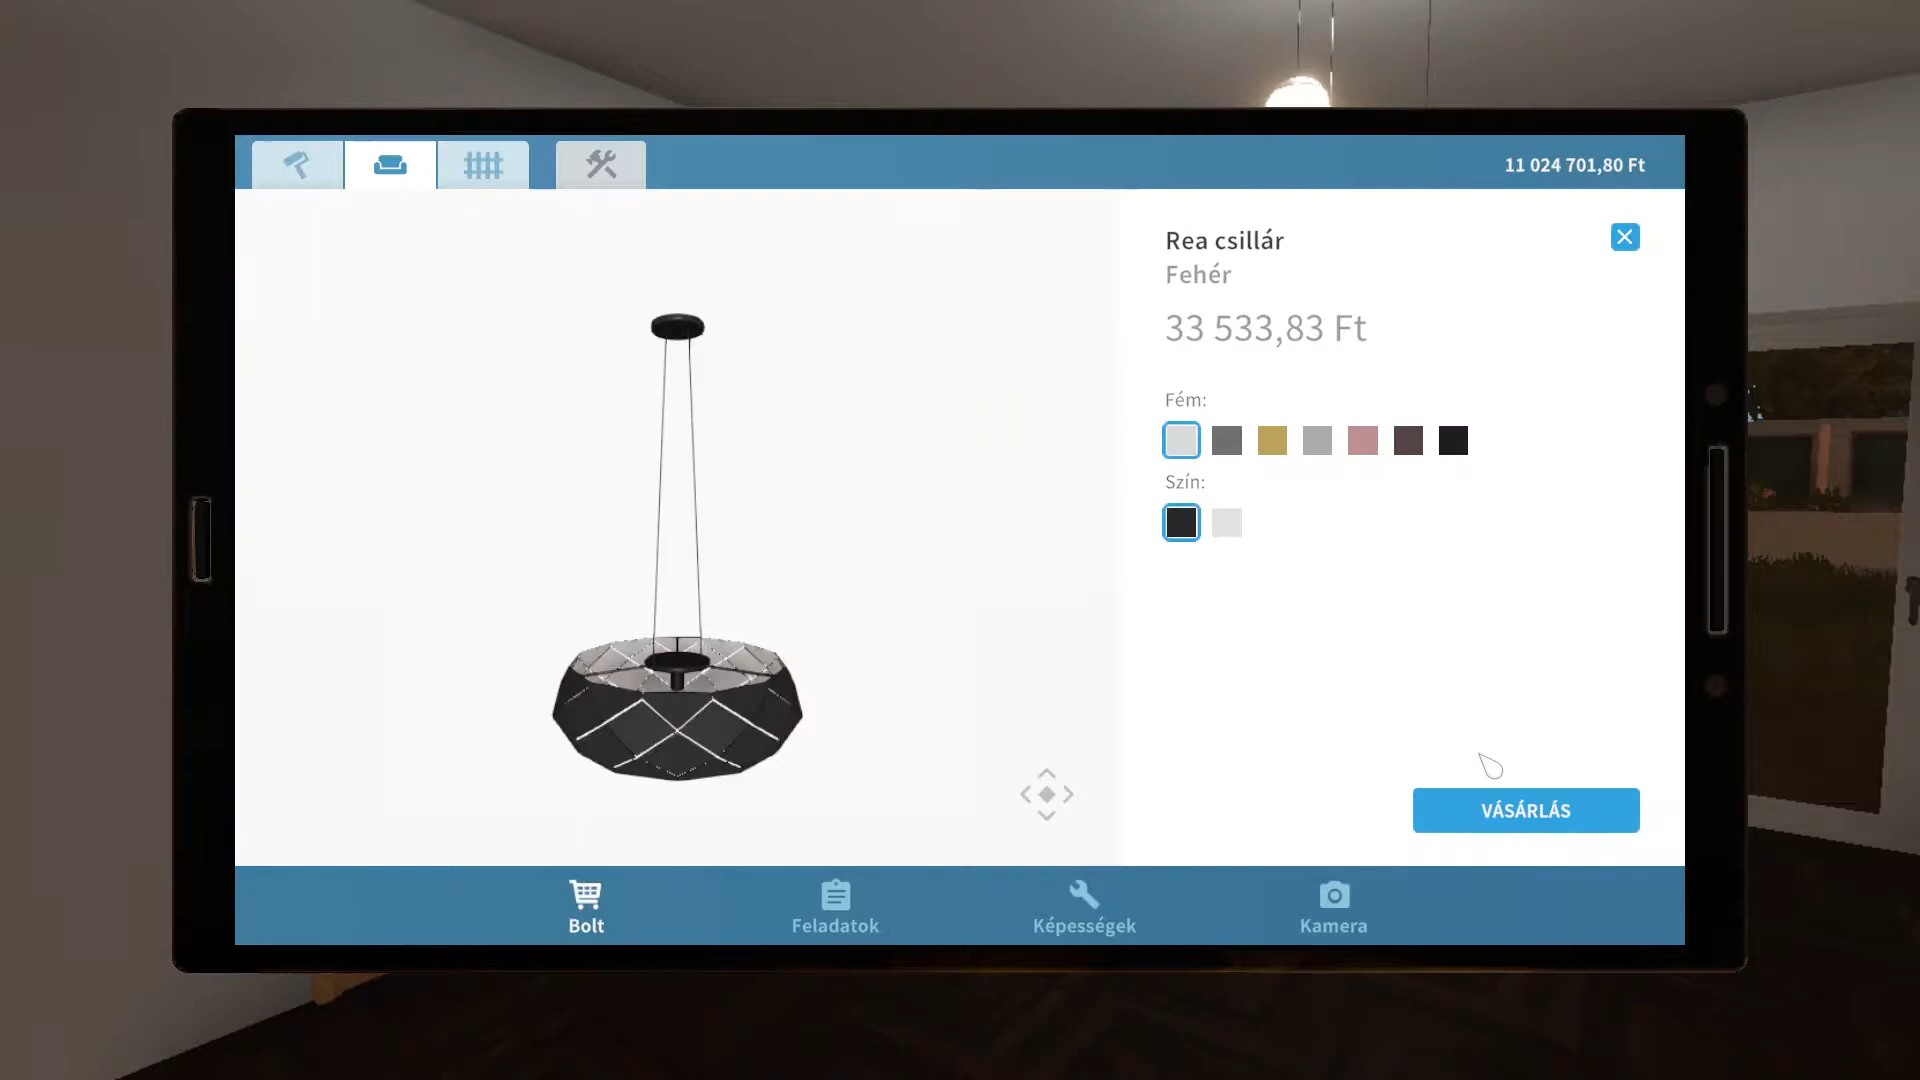 11 024 701,80 Ft
Rea csillár
Fehér
33 533,83 Ft
Fém:
Szín:
VÁSÁRLÁS
Bolt
Feladatok
Képességek
Kamera